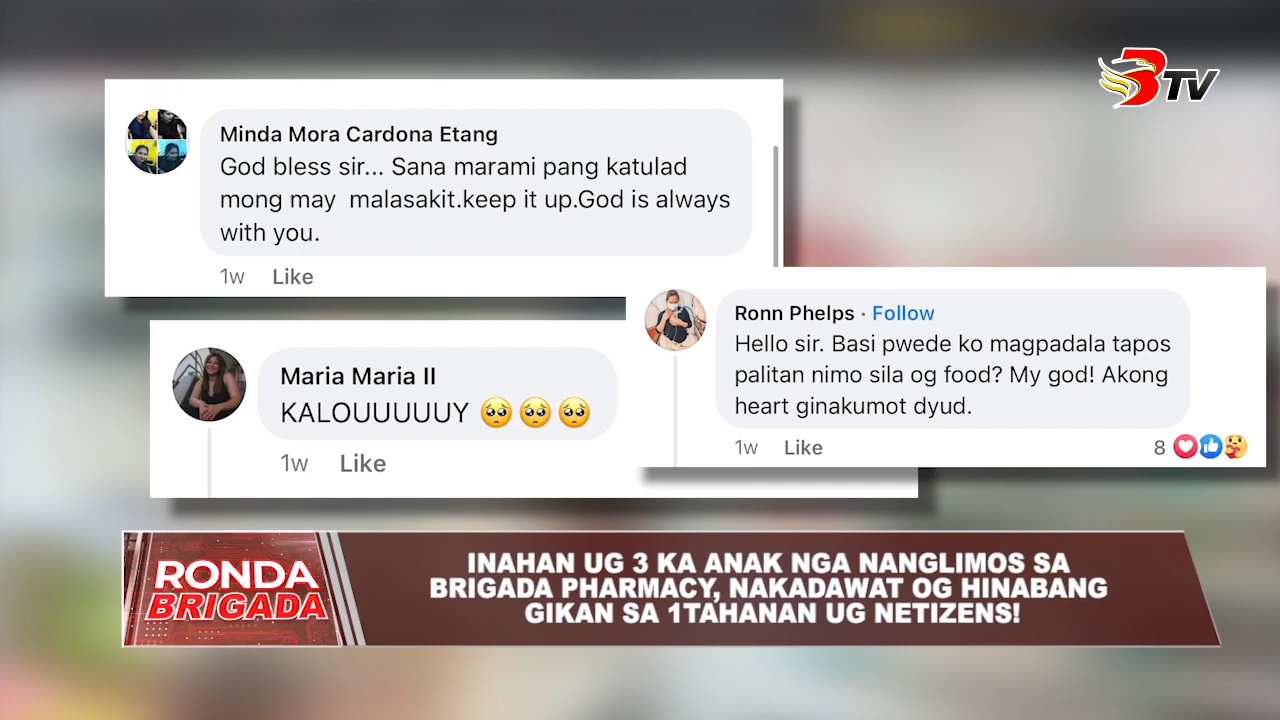 BTV
Minda Mora Cardona Etang
God bless sir... Sana marami pang katulad
mong may  malasakit.keep it up.God is always
with you.
1w Like
Maria Maria II
KALOUUUUUY 🥺 🥺 🥺
1w Like
Ronn Phelps · Follow
Hello sir. Basi pwede ko magpadala tapos
palitan nimo sila og food? My god! Akong
heart ginakumot dyud.
1w Like 8
RONDA
BRIGADA
INAHAN UG 3 KA ANAK NGA NANGLIMOS SA
BRIGADA PHARMACY, NAKADAWAT OG HINABANG
GIKAN SA 1TAHANAN UG NETIZENS!